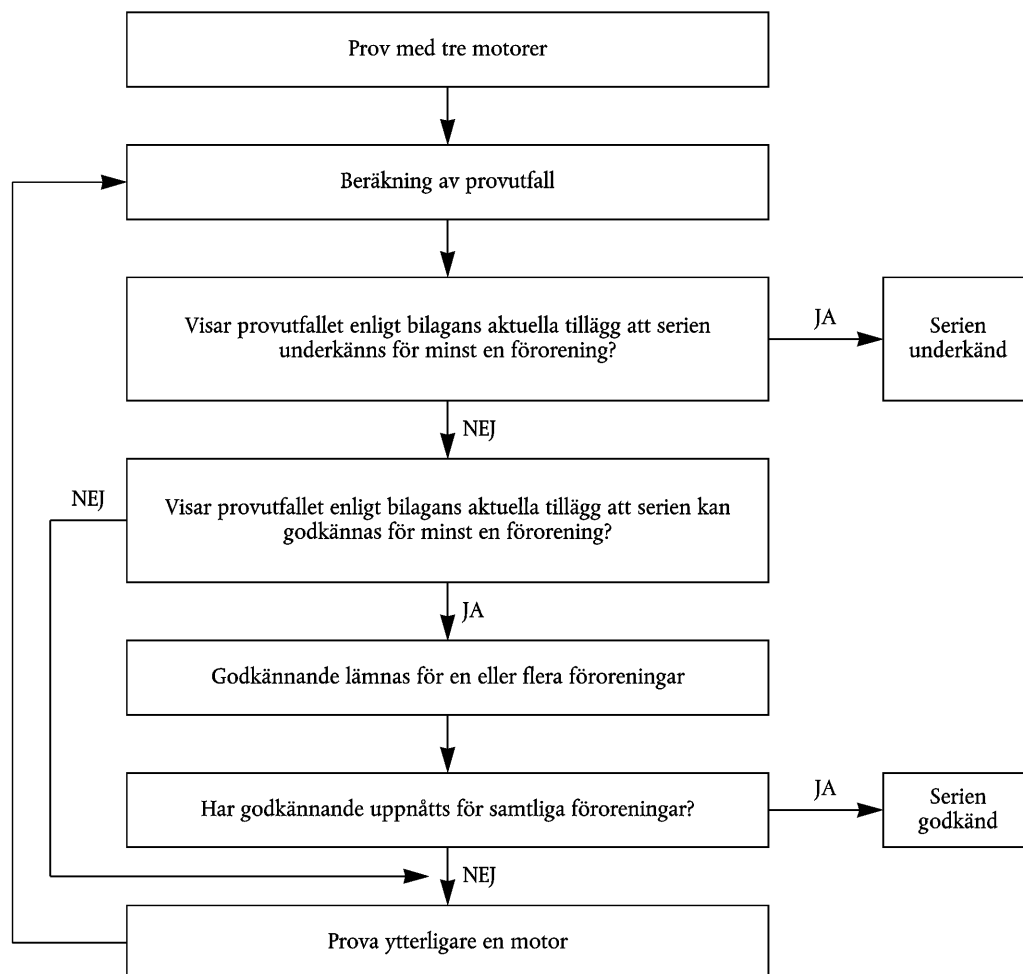 Prov med tre motorer
Beräkning av provutfall
Visar provutfallet enligt bilagans aktuella tillägg att serien
underkänns för minst en förorening?
JA
Serien
underkänd
NEJ
NEJ
Visar provutfallet enligt bilagans aktuella tillägg att serien kan
godkännas för minst en förorening?
JA
Godkännande lämnas för en eller flera föroreningar
Har godkännande uppnåtts för samtliga föroreningar?
JA
Serien
godkänd
NEJ
Prova ytterligare en motor